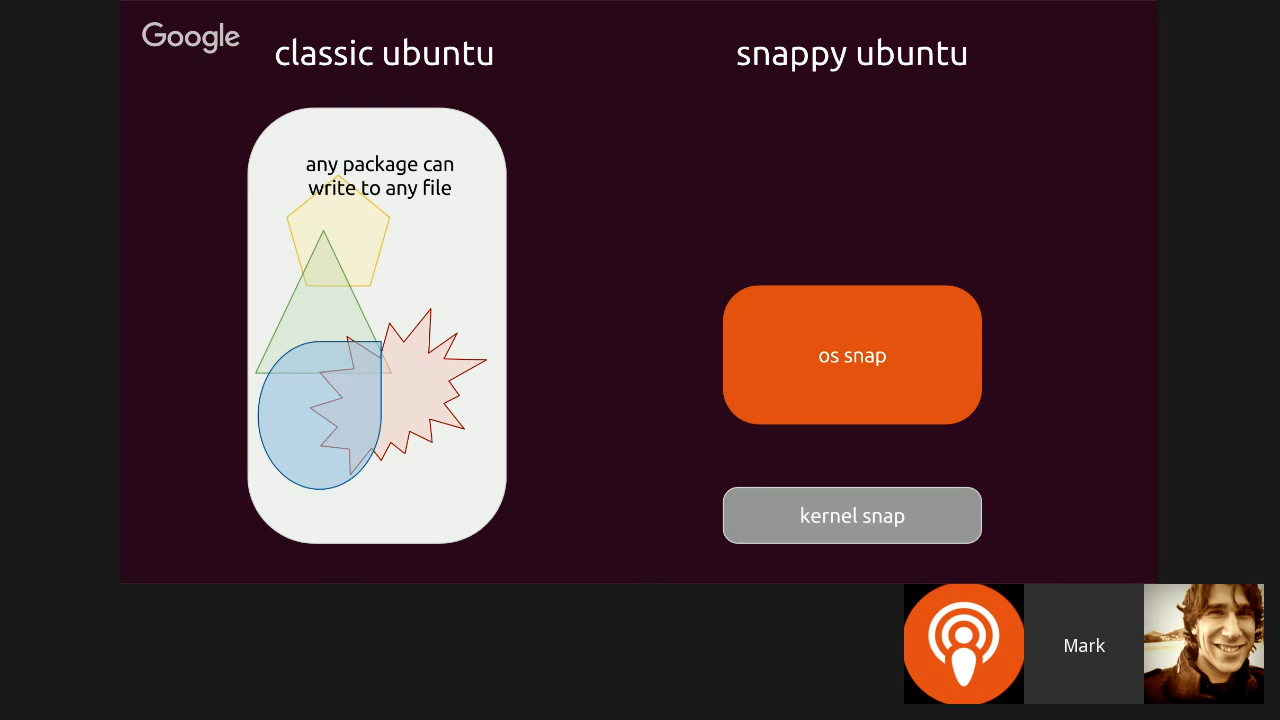 Google
classic ubuntu
snappy ubuntu
any package can
write to any file
os snap
kernel snap
Mark